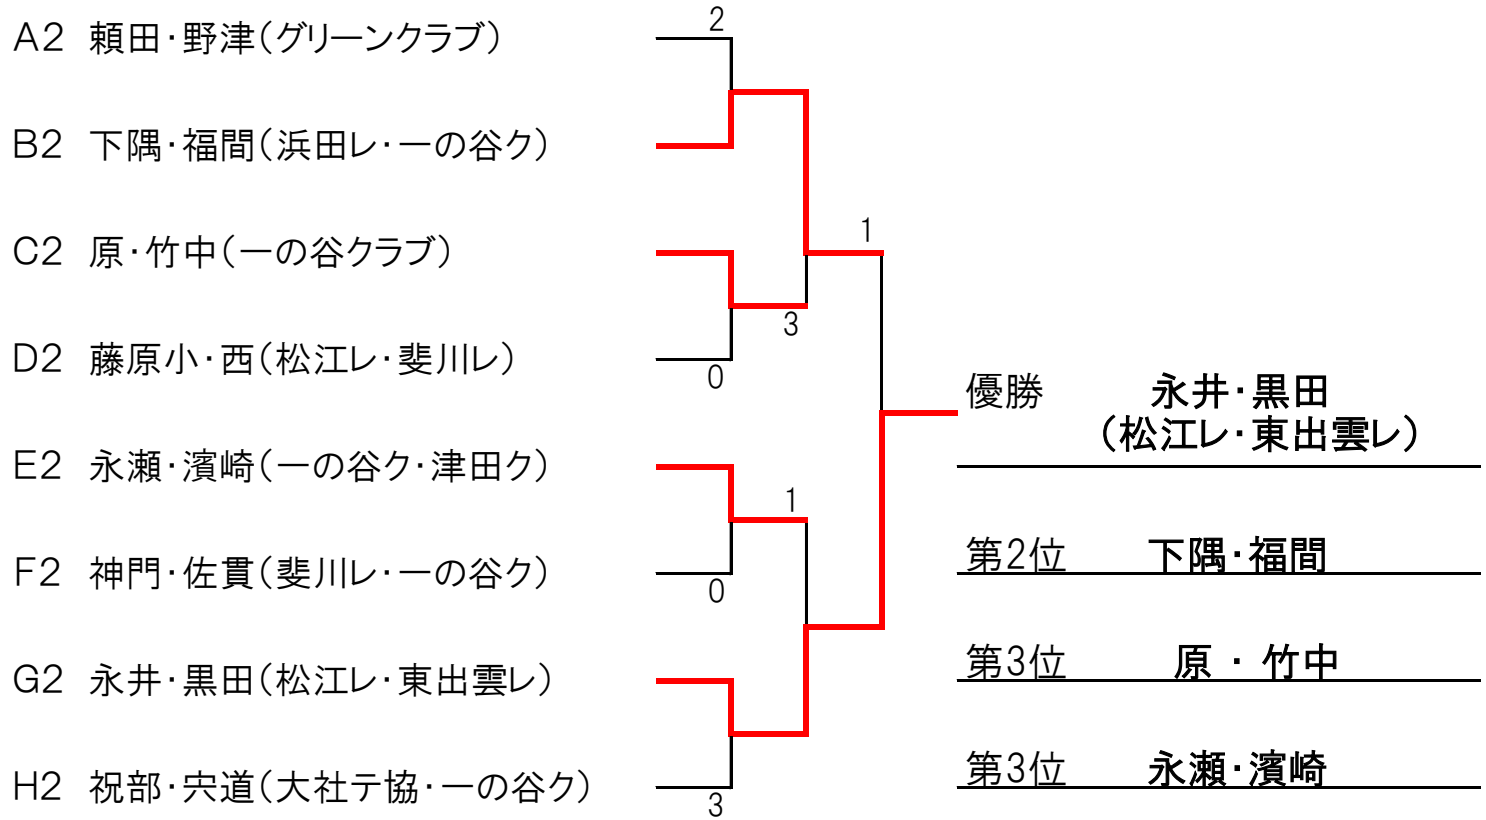 A2 頼田・野津(グリーンクラブ)
2
B2 下隅・福間(浜田レ・一の谷ク)
C2 原・竹中(一の谷クラブ)
1
3
D2 藤原小・西(松江レ・斐川レ)
0
優勝 永井・黒田
(松江レ・東出雲レ)
E2 永瀬・濱崎(一の谷ク・津田ク)
1
第2位 下隅・福間
F2 神門・佐貫(斐川レ・一の谷ク)
0
第3位 原・竹中
G2 永井・黒田(松江レ・東出雲レ)
第3位 永瀬・濱崎
H2 祝部・宍道(大社テ協・一の谷ク)
3